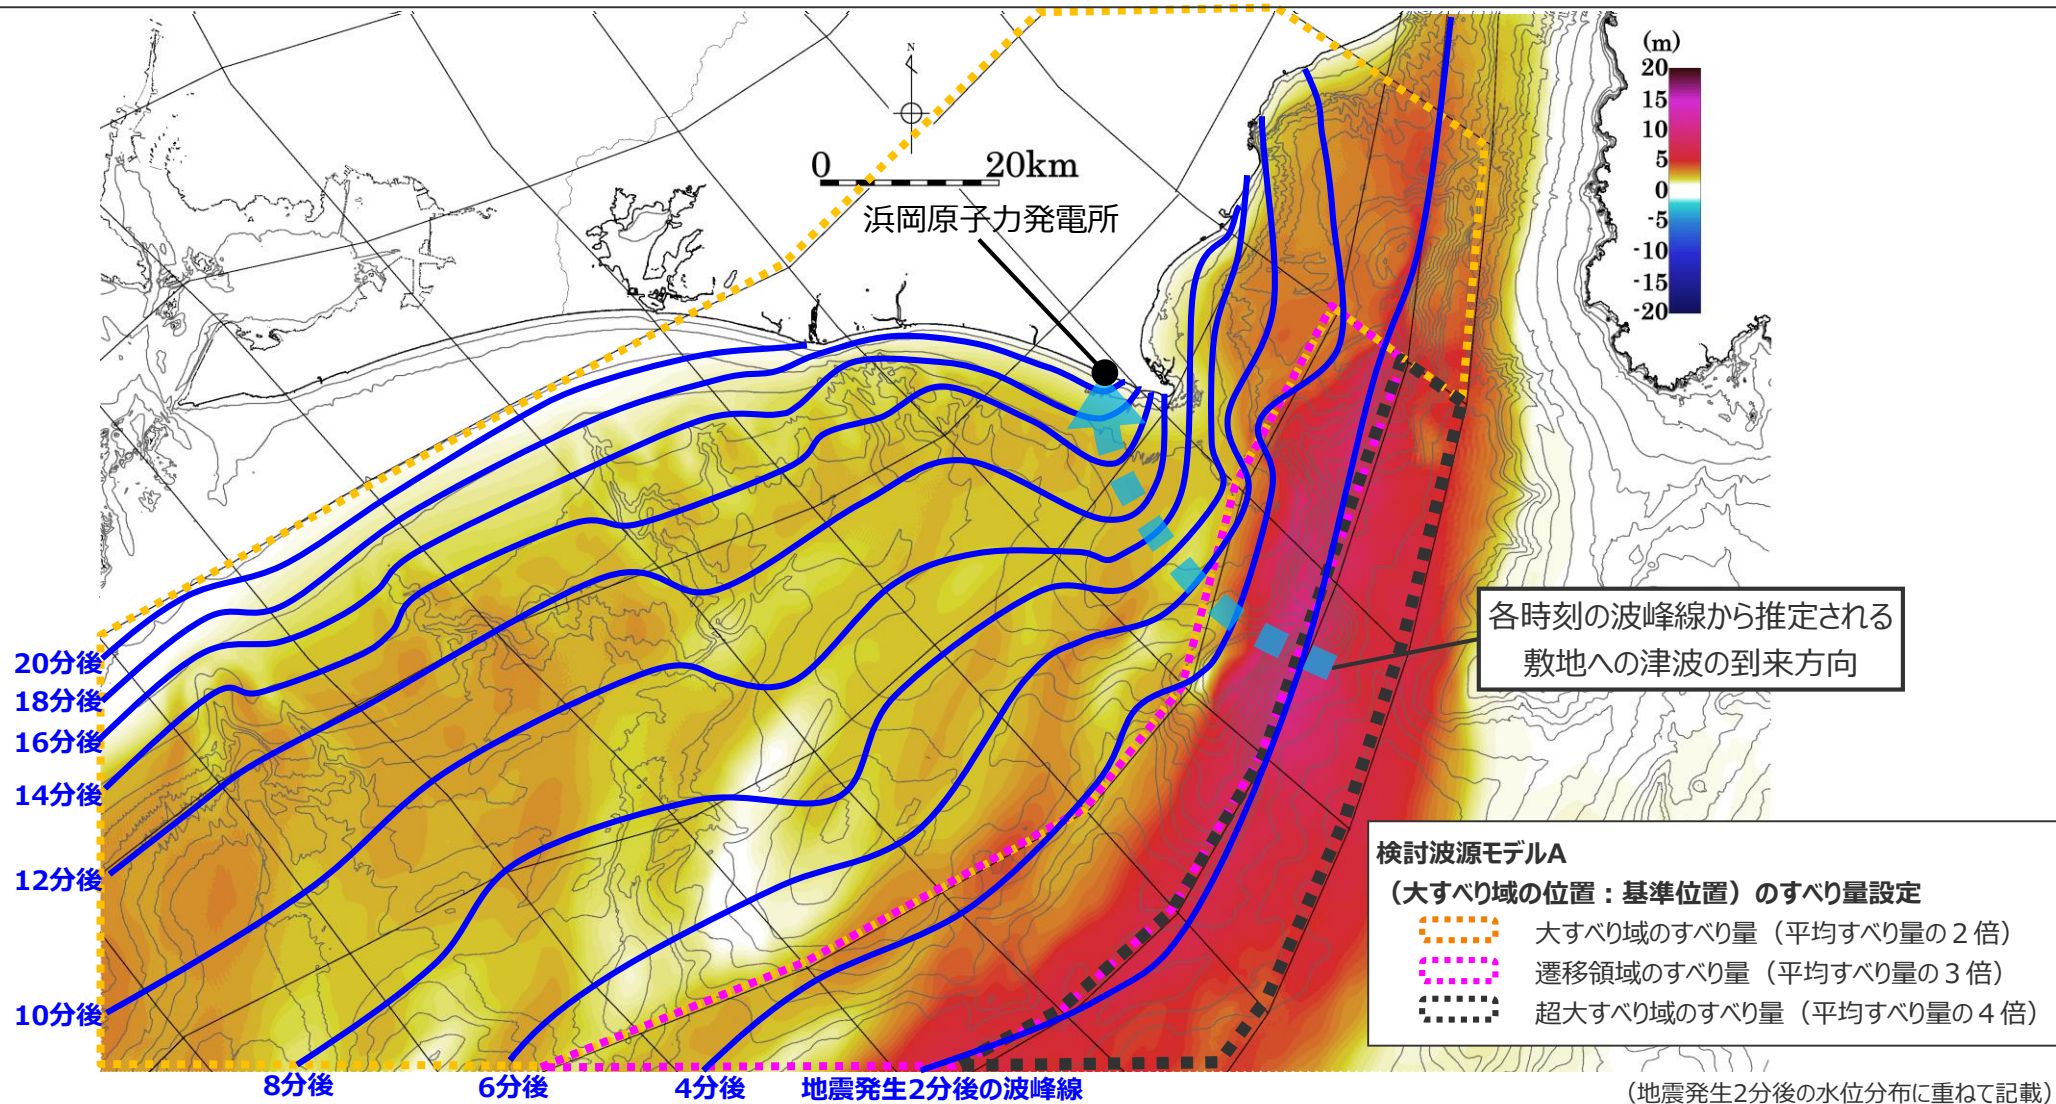 N
(m)
20
15
10
5
0
-5
-10
-15
-20
0 20km
浜岡原子力発電所
各時刻の波峰線から推定される
敷地への津波の到来方向
20分後
18分後
16分後
14分後
12分後
10分後
8分後
6分後
4分後
地震発生2分後の波峰線
検討波源モデルA
（大すべり域の位置：基準位置）のすべり量設定
大すべり域のすべり量（平均すべり量の２倍）
遷移領域のすべり量（平均すべり量の３倍）
超大すべり域のすべり量（平均すべり量の４倍）
（地震発生2分後の水位分布に重ねて記載）